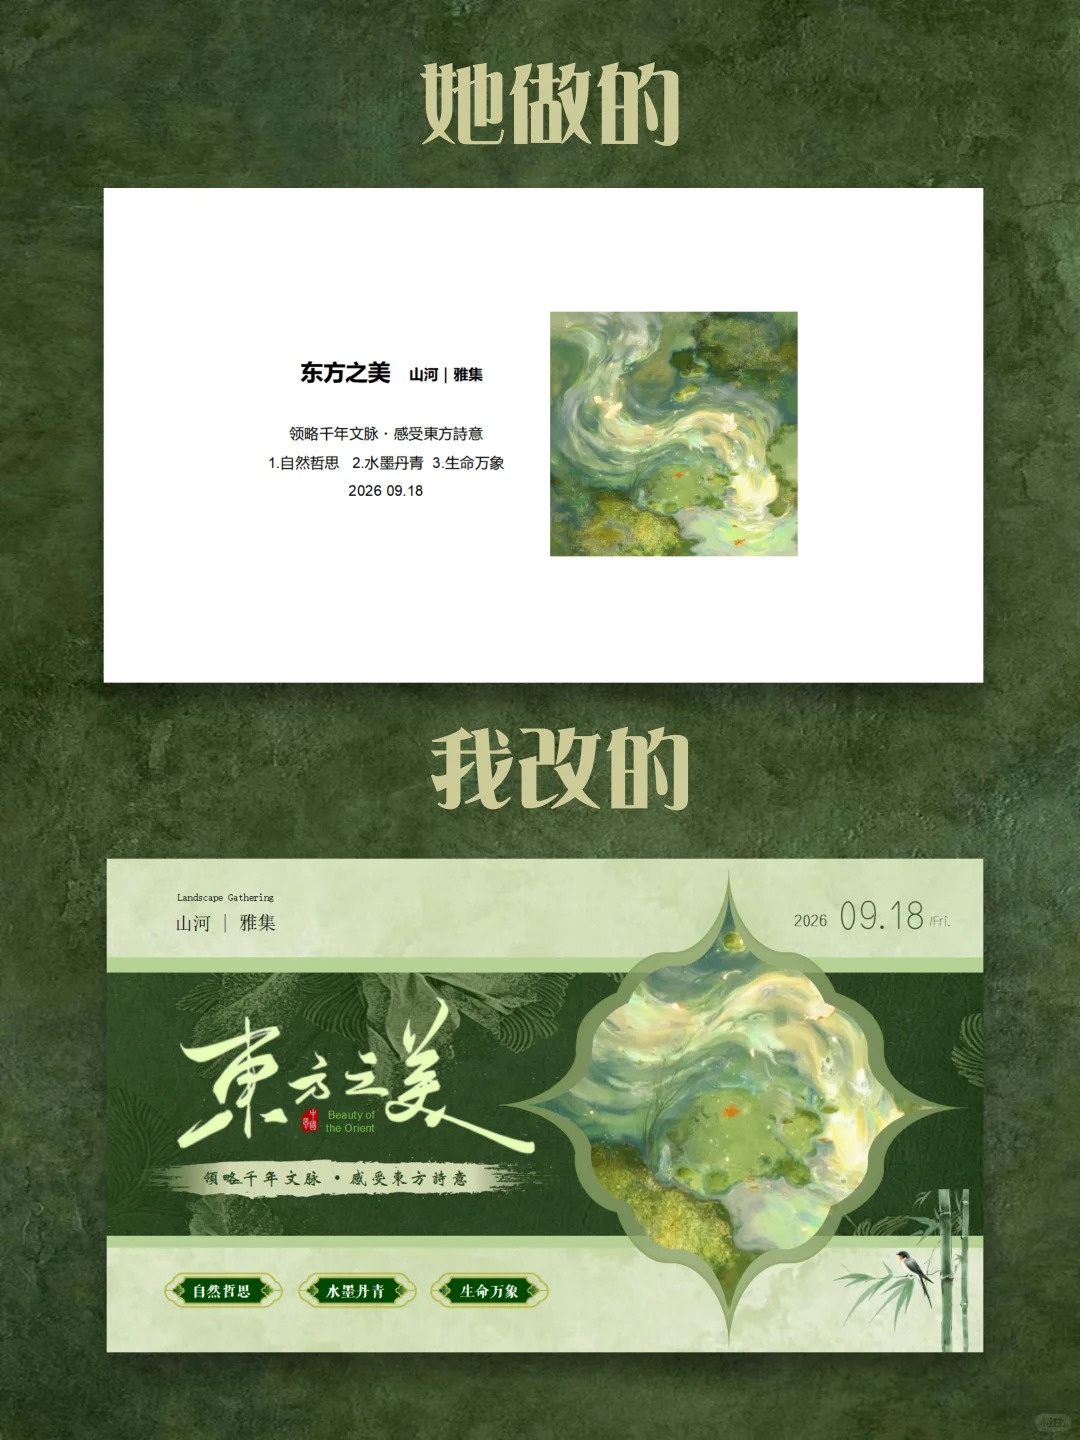 她做的
东方之美 山河 | 雅集
领略千年文脉·感受東方詩意
1.自然哲思 2.水墨丹青 3.生命万象
2026 09.18
我改的
Landscape Gathering
山河 | 雅集
2026 09.18 /Fri.
東方之美
Beauty of
the Orient
領略千年文脉·感受東方詩意
自然哲思 水墨丹青 生命万象